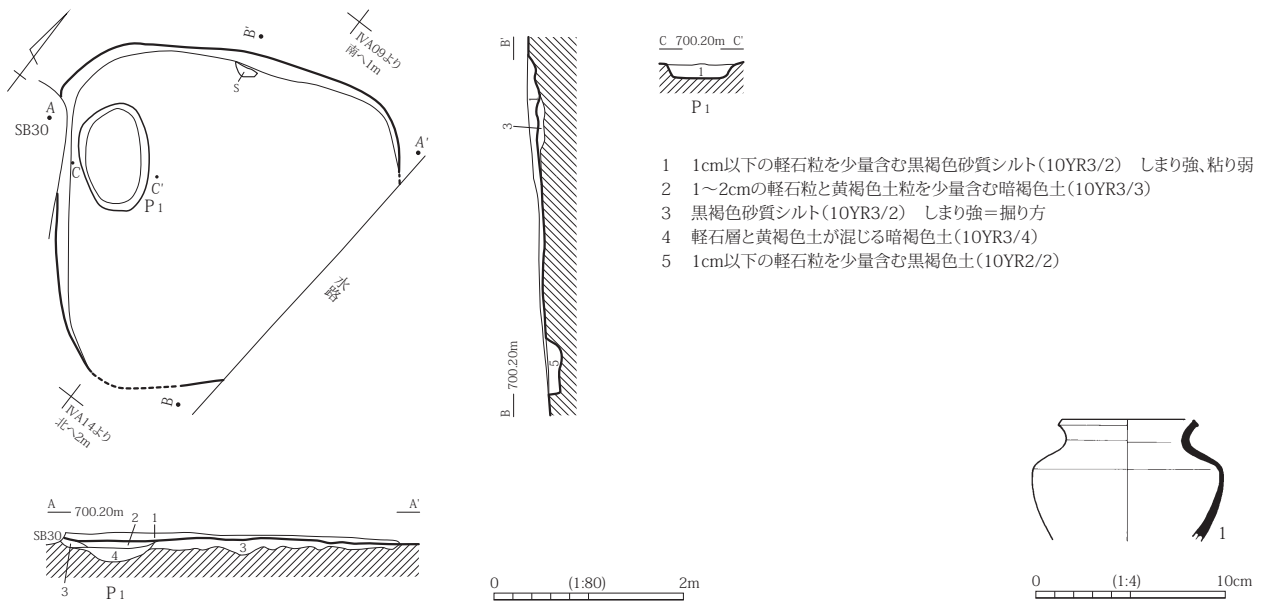 IVA09より
南へ1m
B'
S
A
SB30
A'
C
C'
P1
水路
B
IVA14より
北へ2m
B'
1
3
5
B 700.20m
C 700.20m C'
1
P1
1 1cm以下の軽石粒を少量含む黒褐色砂質シルト(10YR3/2) しまり強、粘り弱
2 1～2cmの軽石粒と黄褐色土粒を少量含む暗褐色土(10YR3/3)
3 黒褐色砂質シルト(10YR3/2) しまり強＝掘り方
4 軽石層と黄褐色土が混じる暗褐色土(10YR3/4)
5 1cm以下の軽石粒を少量含む黒褐色土(10YR2/2)
A 700.20m A'
2 1
SB30
4 3
3 P1
0 (1:80) 2m
1
0 (1:4) 10cm